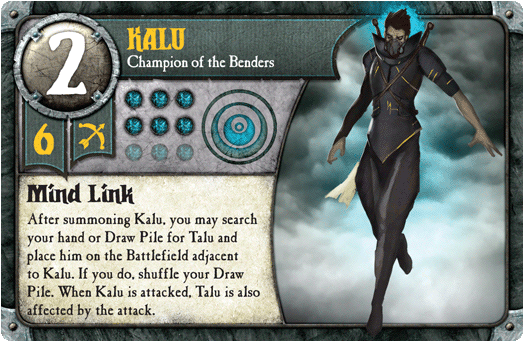 2
KALU
Champion of the Benders
6
Mind Link
After summoning Kalu, you may search
your hand or Draw Pile for Talu and
place him on the Battlefield adjacent
to Kalu. If you do, shuffle your Draw
Pile. When Kalu is attacked, Talu is also
affected by the attack.